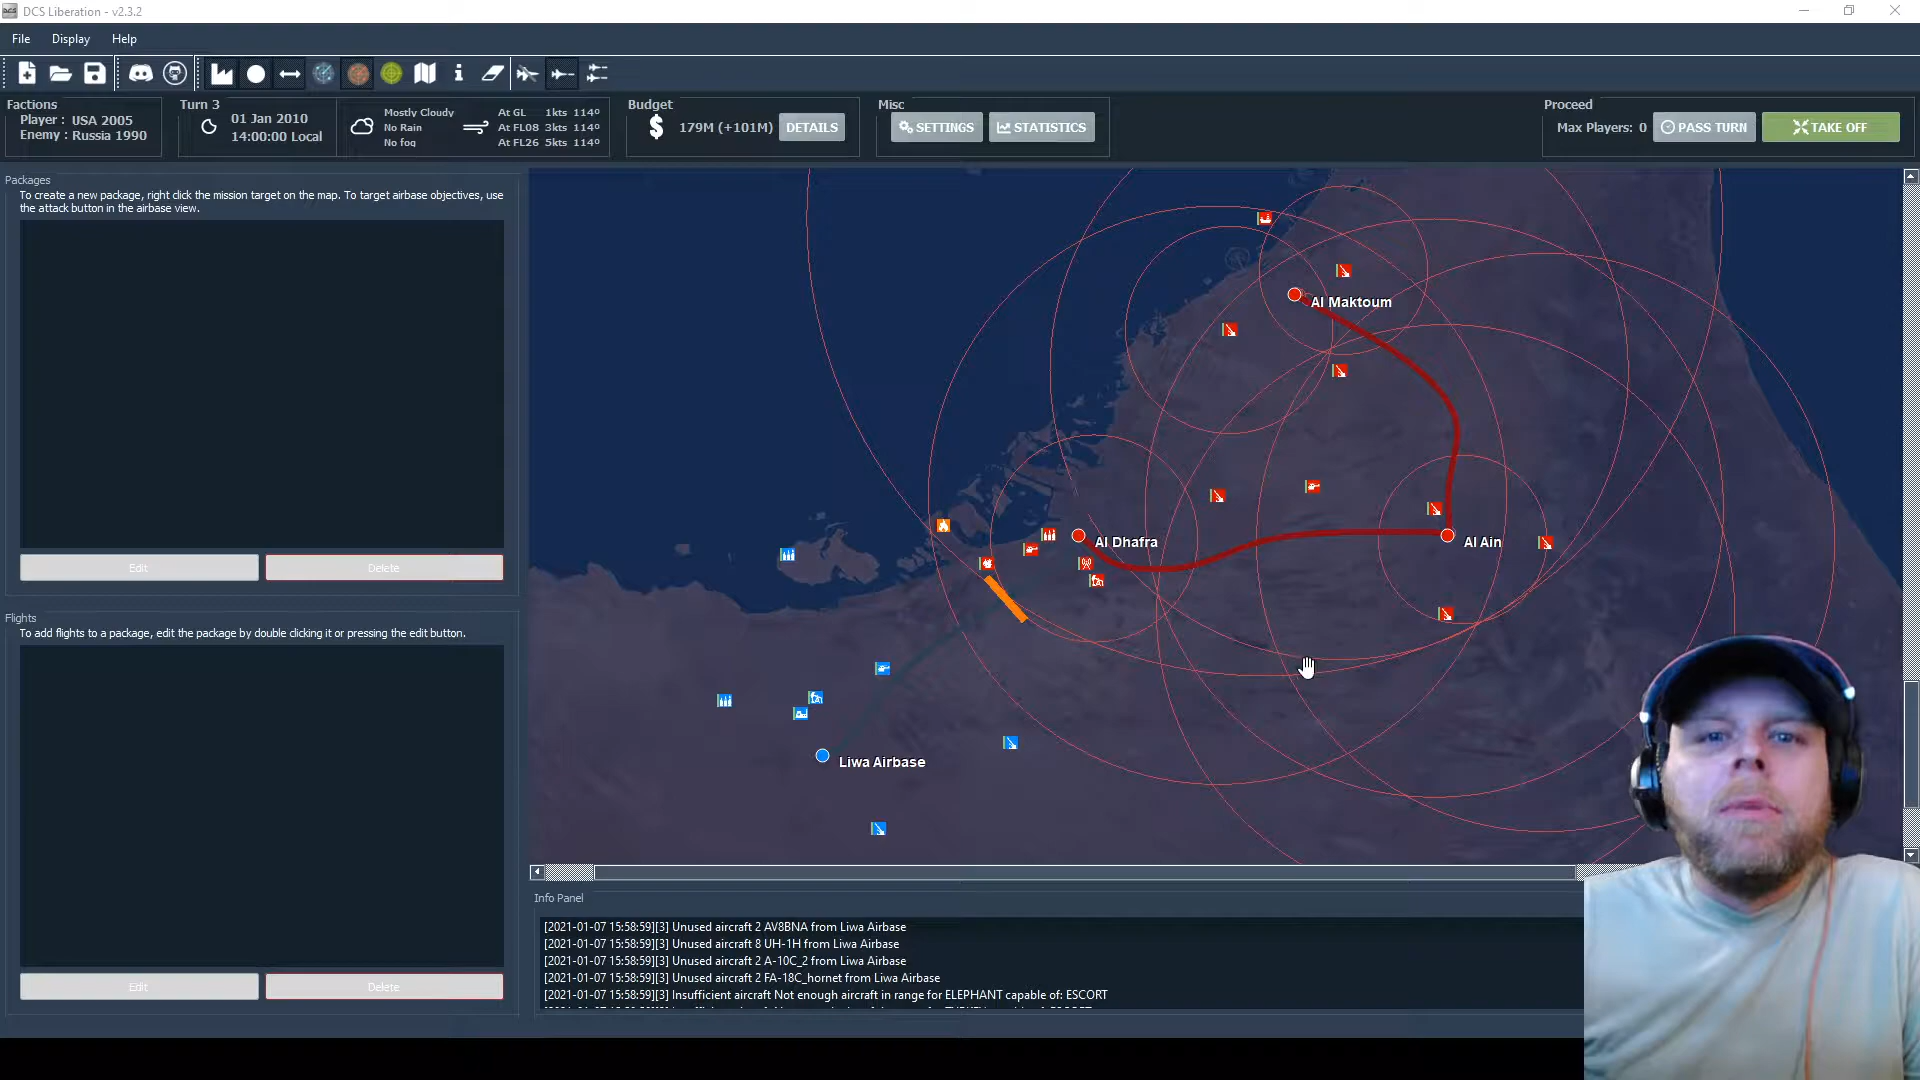 DCS Liberation - v2.3.2
File Display Help
Factions
Player : USA 2005
Enemy : Russia 1990
Turn 3
01 Jan 2010
14:00:00 Local
Mostly Cloudy
No Rain
No fog
At GL 1kts 114º
At FL08 3kts 114º
At FL26 5kts 114º
Budget
$ 179M (+101M) DETAILS
Misc
SETTINGS STATISTICS
Proceed
Max Players: 0 PASS TURN TAKE OFF
Packages
To create a new package, right click the mission target on the map. To target airbase objectives, use
the attack button in the airbase view.
Edit Delete
Flights
To add flights to a package, edit the package by double clicking it or pressing the edit button.
Edit Delete
Al Maktoum
Al Dhafra
Al Ain
Liwa Airbase
Info Panel
[2021-01-07 15:58:59][3] Unused aircraft 2 AV8BNA from Liwa Airbase
[2021-01-07 15:58:59][3] Unused aircraft 8 UH-1H from Liwa Airbase
[2021-01-07 15:58:59][3] Unused aircraft 2 A-10C_2 from Liwa Airbase
[2021-01-07 15:58:59][3] Unused aircraft 2 FA-18C_hornet from Liwa Airbase
[2021-01-07 15:58:59][3] Insufficient aircraft Not enough aircraft in range for ELEPHANT capable of: ESCORT